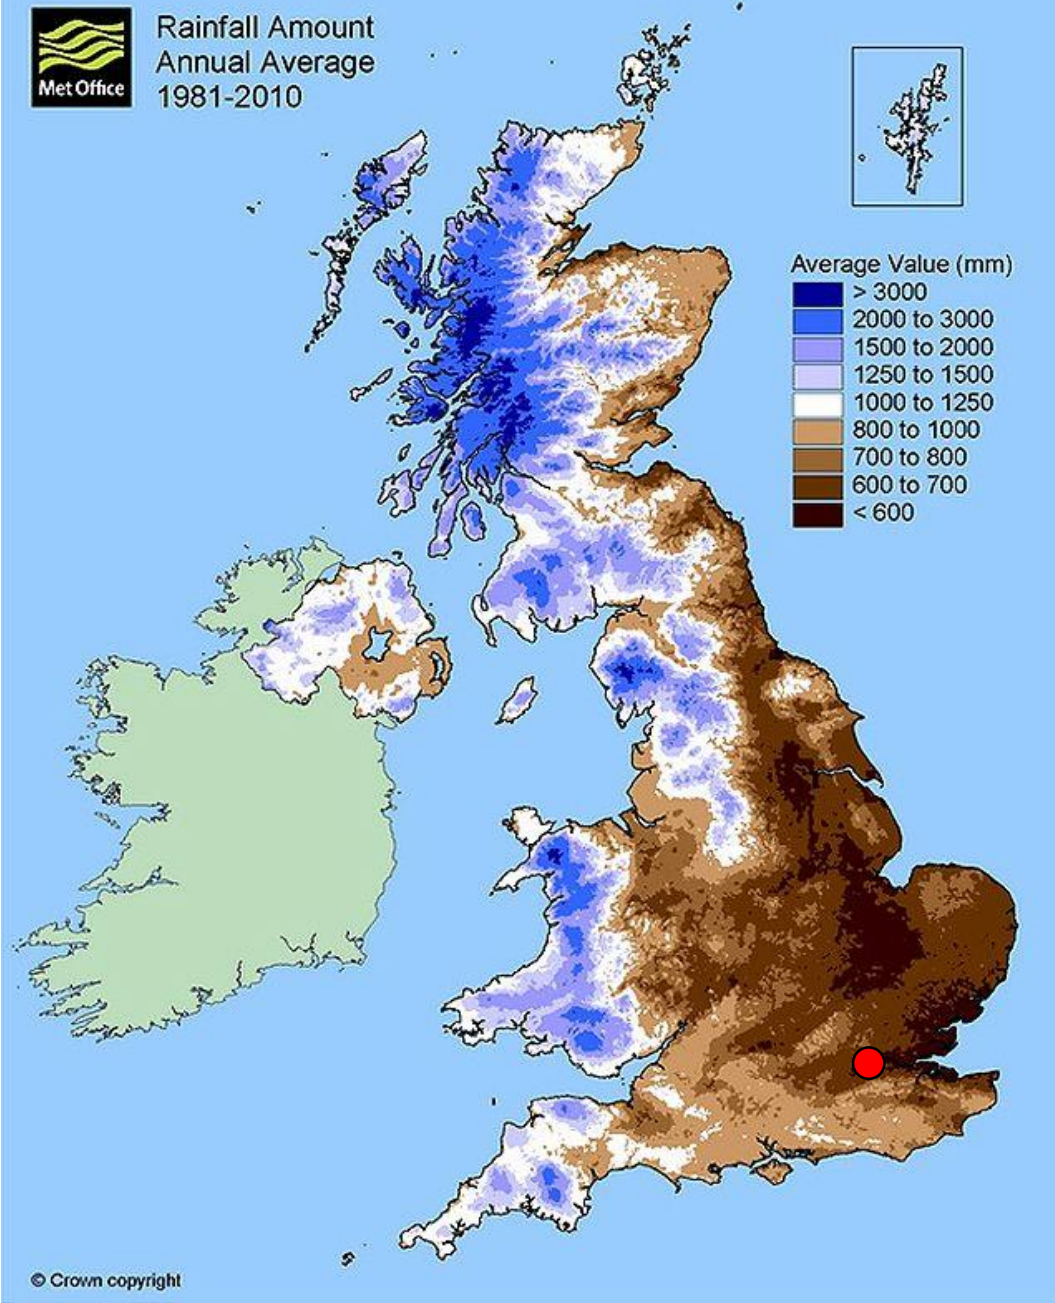 Met Office
Rainfall Amount
Annual Average
1981-2010
Average Value (mm)
> 3000
2000 to 3000
1500 to 2000
1250 to 1500
1000 to 1250
800 to 1000
700 to 800
600 to 700
< 600
© Crown copyright